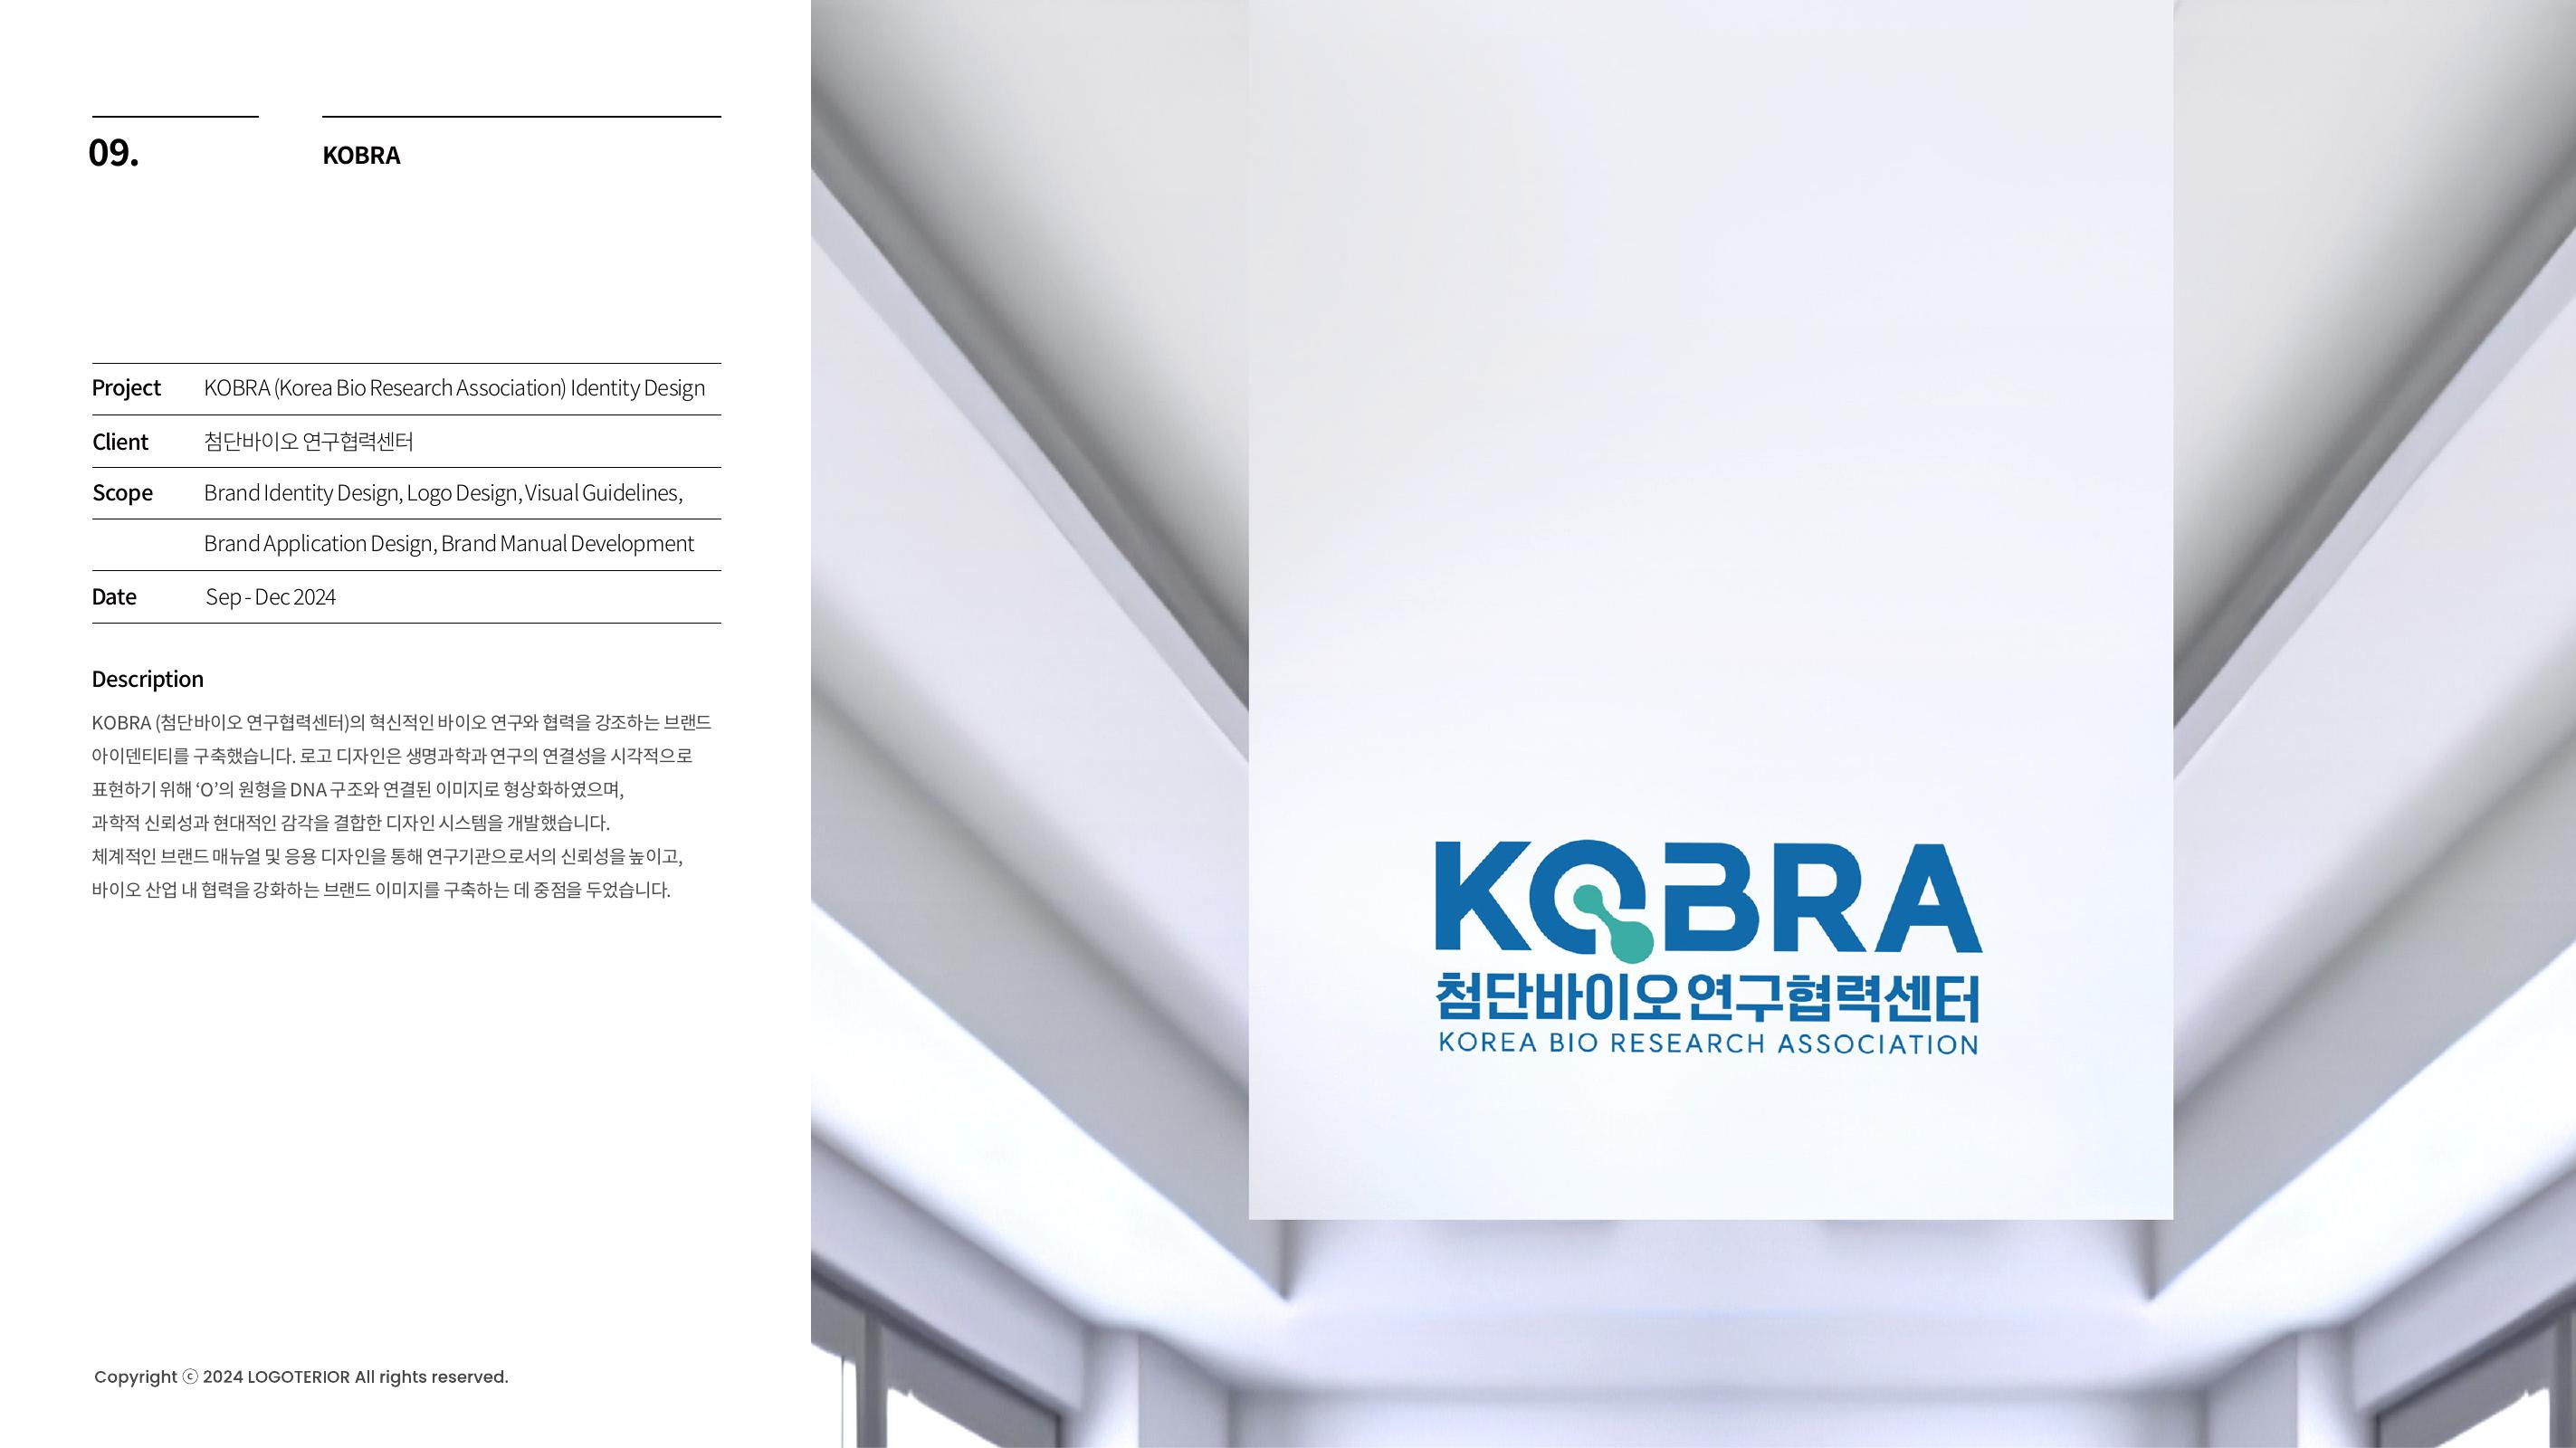 09.
KOBRA
Project KOBRA (Korea Bio Research Association) Identity Design
Client 첨단바이오 연구협력센터
Scope Brand Identity Design, Logo Design, Visual Guidelines,
Brand Application Design, Brand Manual Development
Date Sep - Dec 2024
Description
KOBRA (첨단바이오 연구협력센터)의 혁신적인 바이오 연구와 협력을 강조하는 브랜드
아이덴티티를 구축했습니다. 로고 디자인은 생명과학과 연구의 연결성을 시각적으로
표현하기 위해 ‘O’의 원형을 DNA 구조와 연결된 이미지로 형상화하였으며,
과학적 신뢰성과 현대적인 감각을 결합한 디자인 시스템을 개발했습니다.
체계적인 브랜드 매뉴얼 및 응용 디자인을 통해 연구기관으로서의 신뢰성을 높이고,
바이오 산업 내 협력을 강화하는 브랜드 이미지를 구축하는 데 중점을 두었습니다.
Copyright ⓒ 2024 LOGOTERIOR All rights reserved.
KOBRA
첨단바이오연구협력센터
KOREA BIO RESEARCH ASSOCIATION